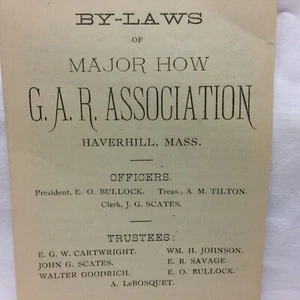 BY-LAWS
OF
MAJOR HOW
G. A. R. ASSOCIATION
HAVERHILL, MASS.
OFFICERS.
President, E. O. BULLOCK. Treas., A. M. TILTON.
Clerk, J. G. SCATES.
TRUSTEES:
E. G. W. CARTWRIGHT. WM. H. JOHNSON.
JOHN G. SCATES. E. B. SAVAGE.
WALTER GOODRICH. E. O. BULLOCK.
A. LeBOSQUET.